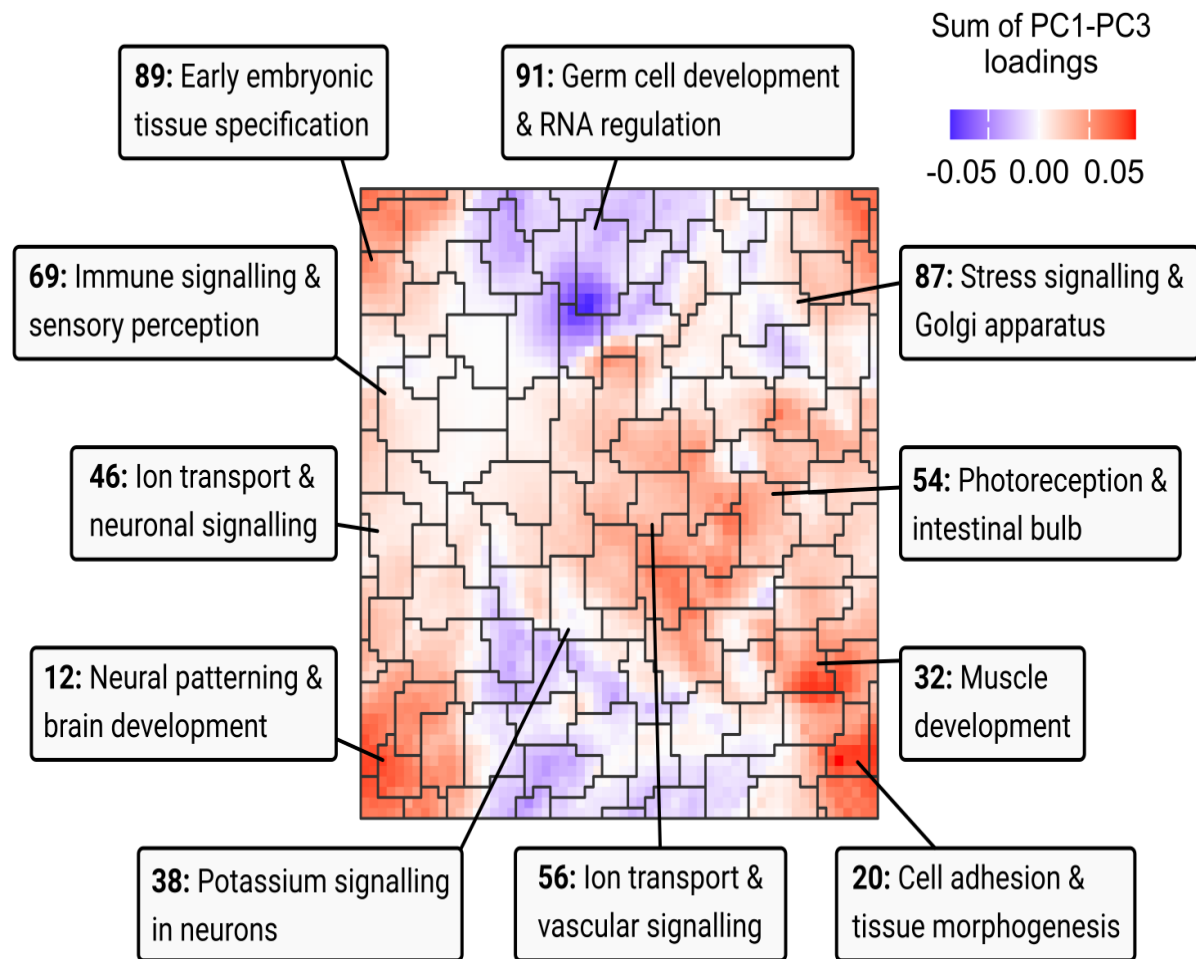 Sum of PC1-PC3
loadings
-0.05 0.00 0.05
89: Early embryonic
tissue specification
91: Germ cell development
& RNA regulation
69: Immune signalling &
sensory perception
87: Stress signalling &
Golgi apparatus
46: Ion transport &
neuronal signalling
54: Photoreception &
intestinal bulb
12: Neural patterning &
brain development
32: Muscle
development
38: Potassium signalling
in neurons
56: Ion transport &
vascular signalling
20: Cell adhesion &
tissue morphogenesis